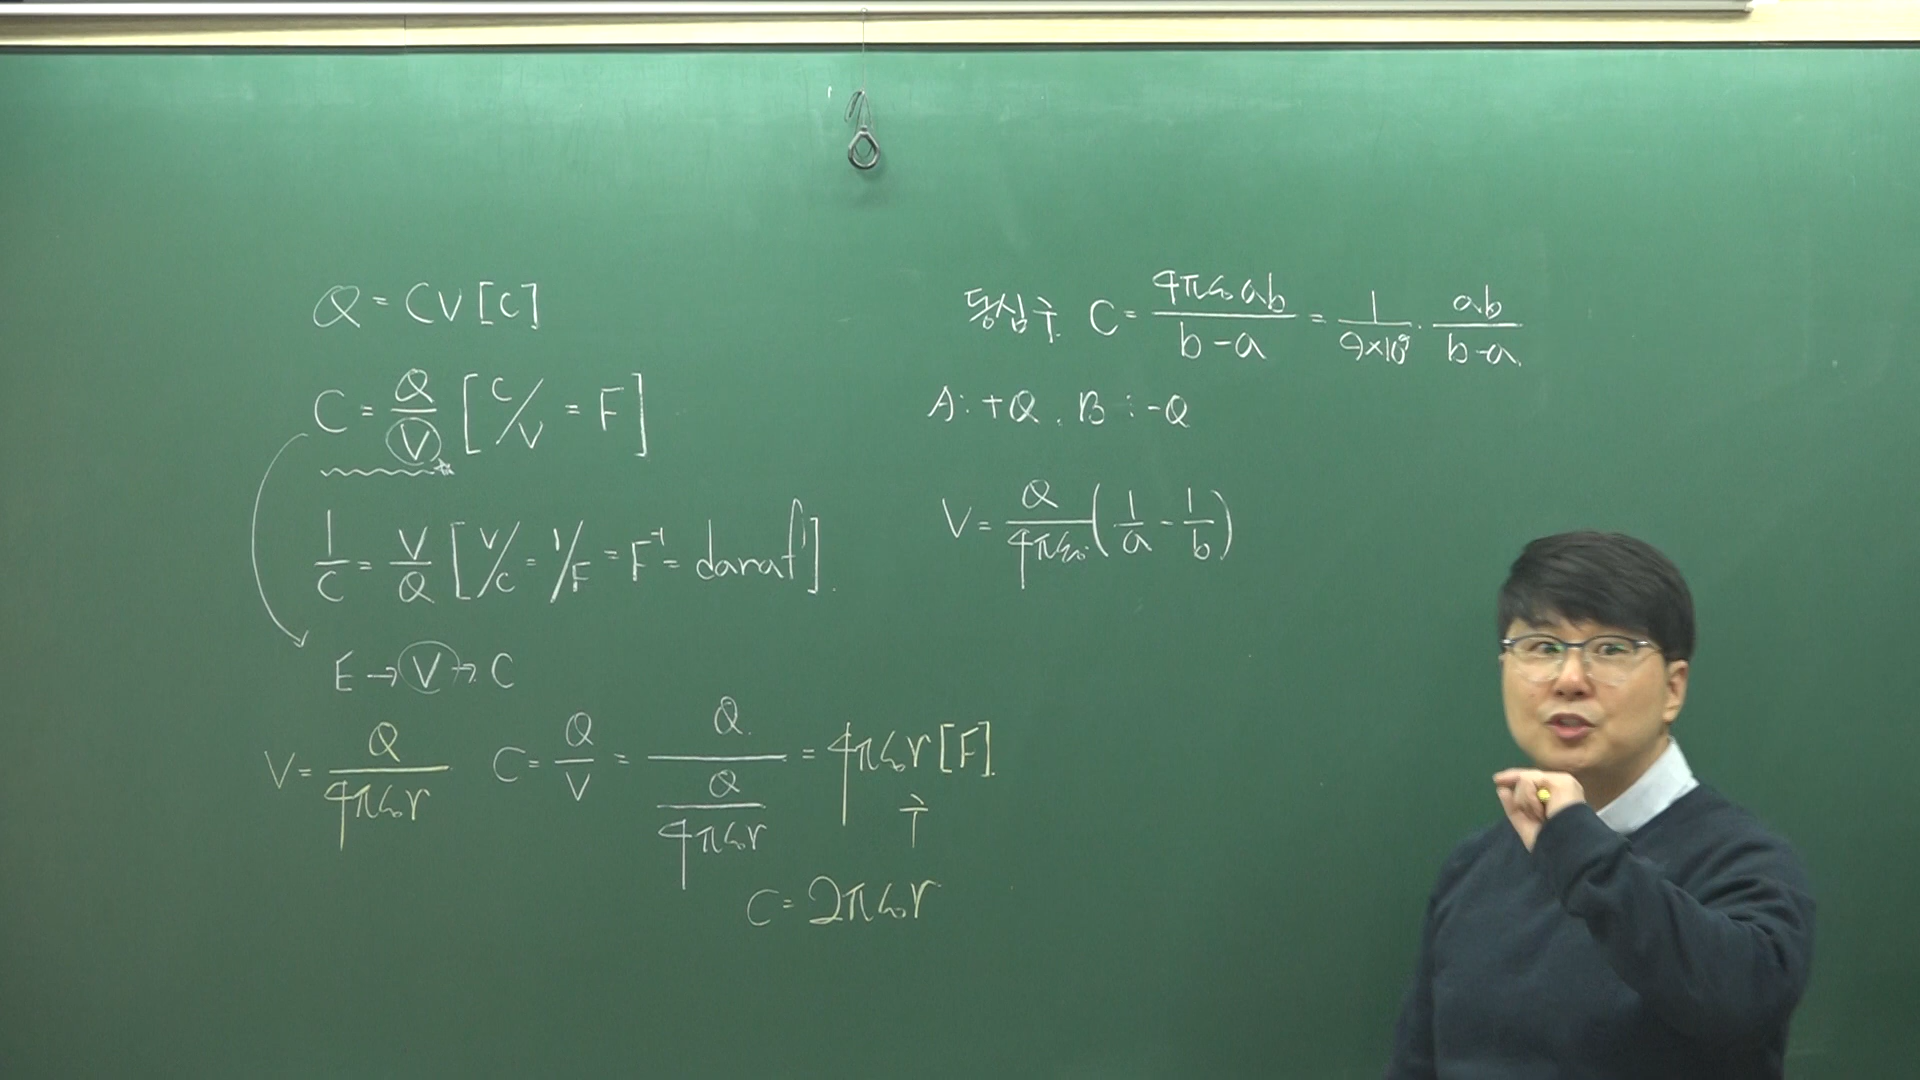 Q = CV [C]
C = Q/V [C/V = F]
1/C = V/Q [V/C = 1/F = F⁻¹ = daraf].
E → V → C
V = Q/4πε₀r C = Q/V = Q/(Q/4πε₀r) = 4πε₀r [F].
구
C = 2πε₀r
동심구. C = 4πε₀ab/b-a = 1/9×10⁹ · ab/b-a.
A : +Q . B : -Q
V = Q/4πε₀ (1/a - 1/b)